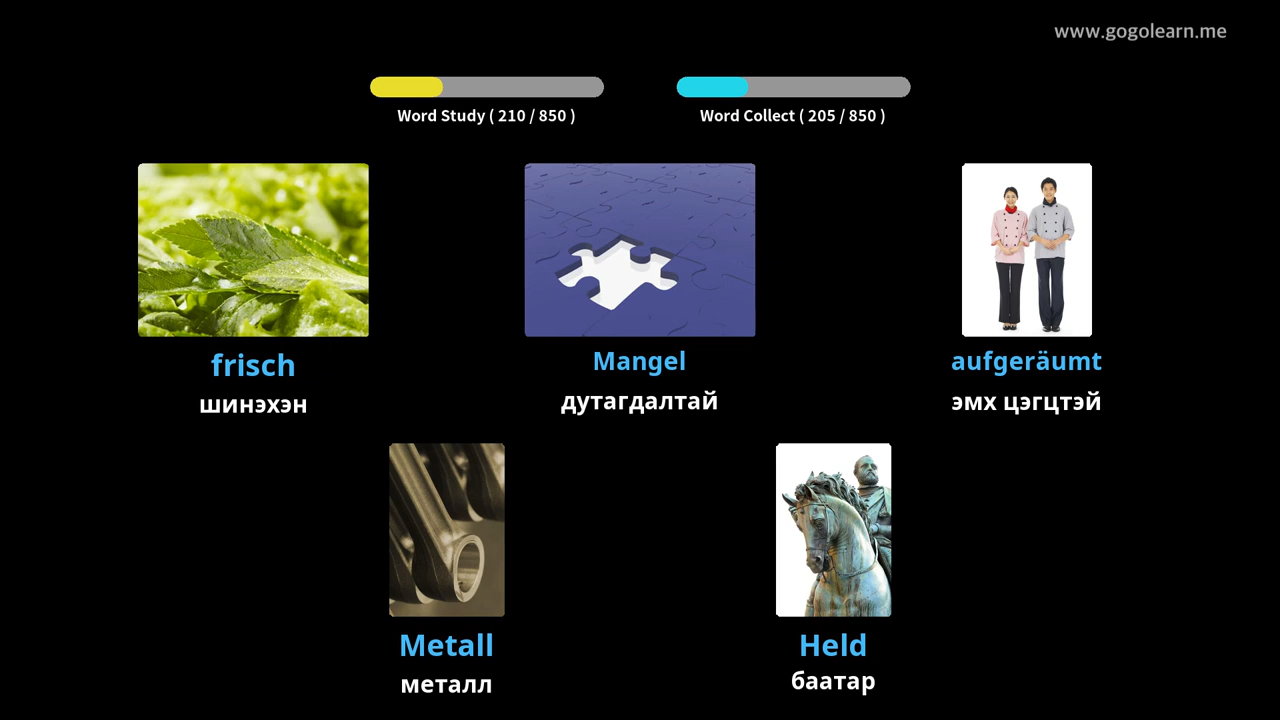 www.gogolearn.me
Word Study ( 210 / 850 )
Word Collect ( 205 / 850 )
frisch
шинэхэн
Mangel
дутагдалтай
aufgeräumt
эмх цэгцтэй
Metall
металл
Held
баатар